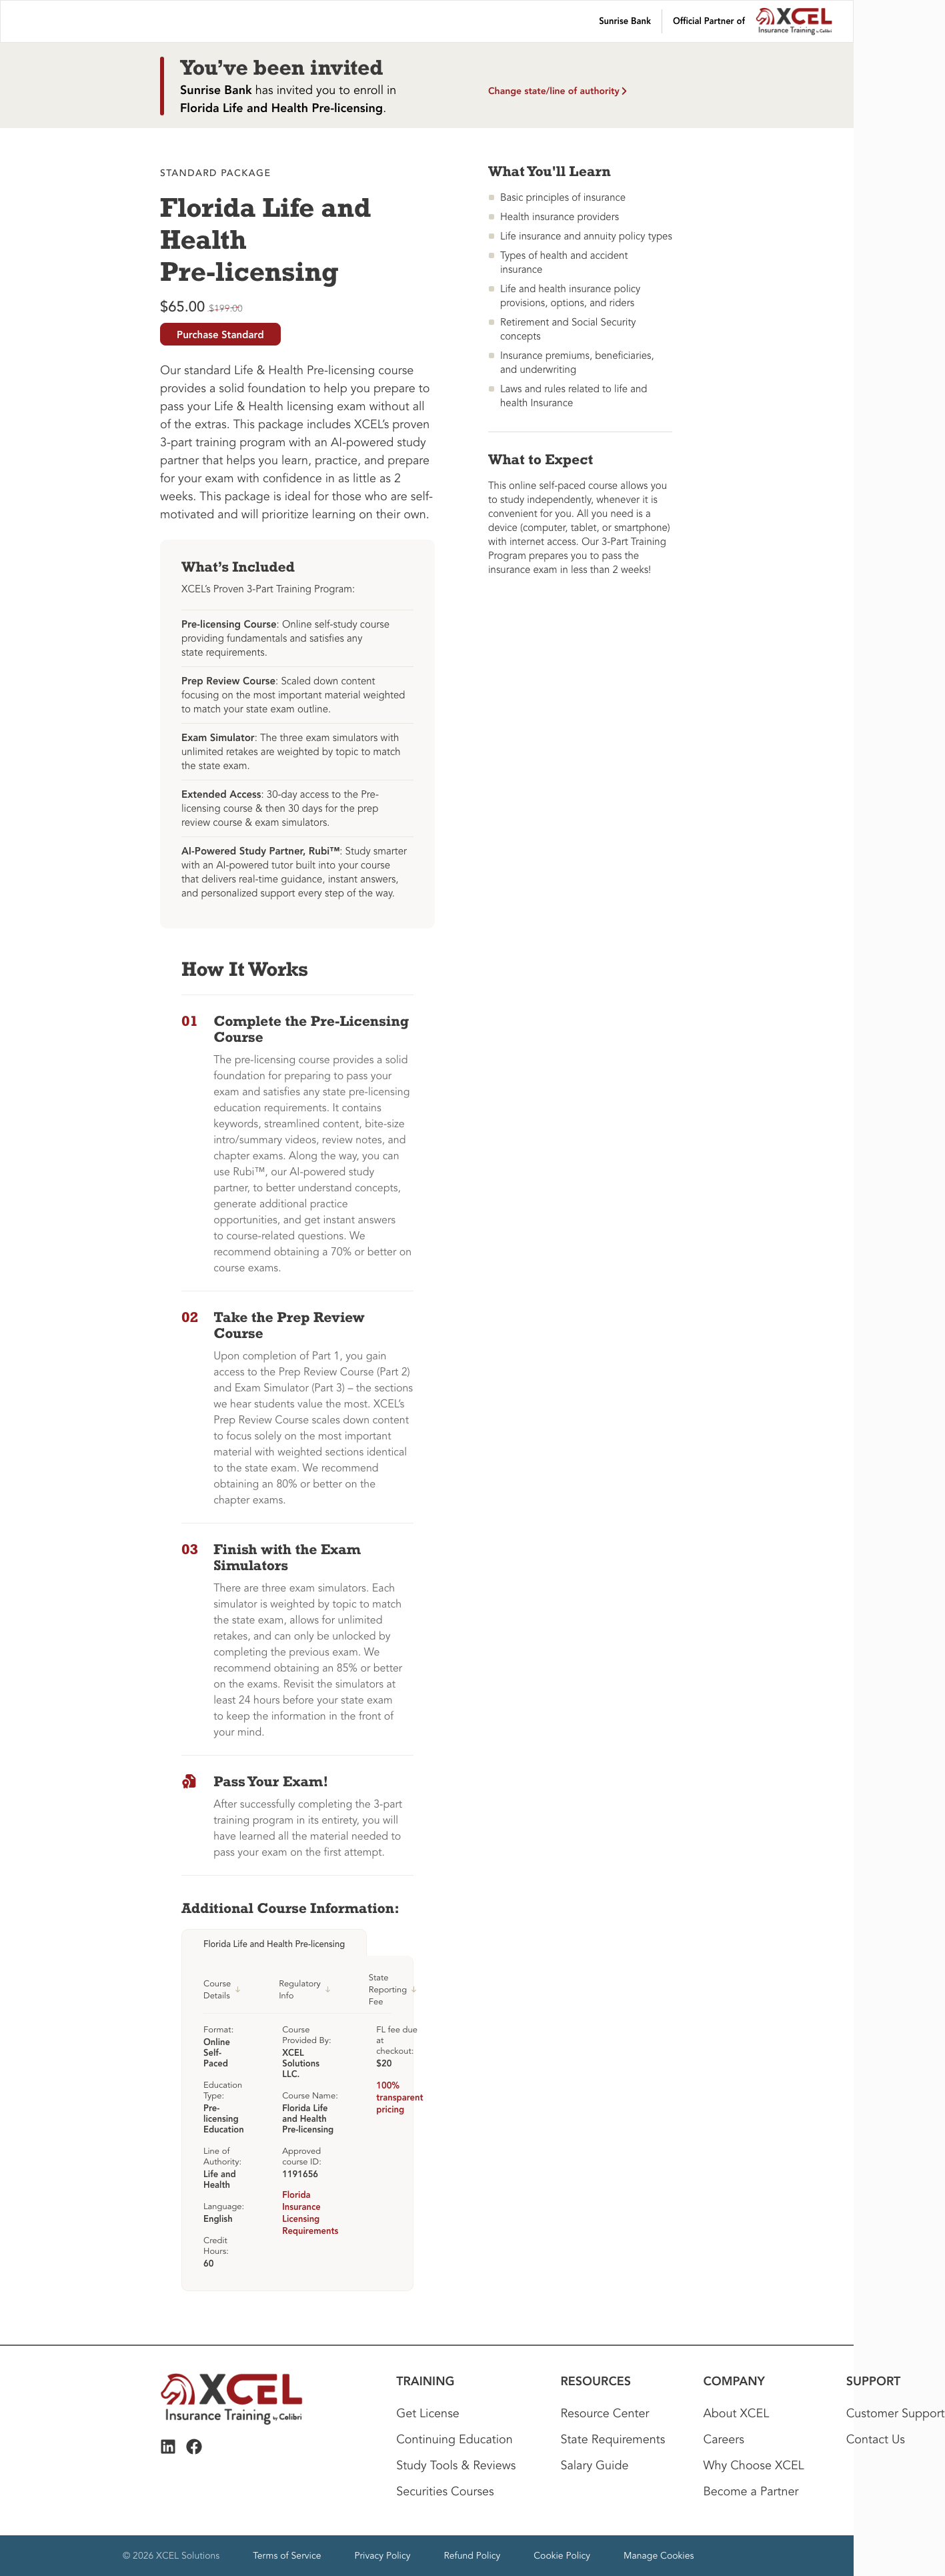 Sunrise Bank
Official Partner of
XCEL
Insurance Training by Colibri
You’ve been invited
Sunrise Bank has invited you to enroll in
Florida Life and Health Pre-licensing.
Change state/line of authority
STANDARD PACKAGE
Florida Life and
Health
Pre-licensing
$65.00 $199.00
Purchase Standard
Our standard Life & Health Pre-licensing course
provides a solid foundation to help you prepare to
pass your Life & Health licensing exam without all
of the extras. This package includes XCEL’s proven
3-part training program with an AI-powered study
partner that helps you learn, practice, and prepare
for your exam with confidence in as little as 2
weeks. This package is ideal for those who are self-
motivated and will prioritize learning on their own.
What’s Included
XCEL’s Proven 3-Part Training Program:
Pre-licensing Course: Online self-study course
providing fundamentals and satisfies any
state requirements.
Prep Review Course: Scaled down content
focusing on the most important material weighted
to match your state exam outline.
Exam Simulator: The three exam simulators with
unlimited retakes are weighted by topic to match
the state exam.
Extended Access: 30-day access to the Pre-
licensing course & then 30 days for the prep
review course & exam simulators.
AI-Powered Study Partner, Rubi™: Study smarter
with an AI-powered tutor built into your course
that delivers real-time guidance, instant answers,
and personalized support every step of the way.
What You’ll Learn
Basic principles of insurance
Health insurance providers
Life insurance and annuity policy types
Types of health and accident
insurance
Life and health insurance policy
provisions, options, and riders
Retirement and Social Security
concepts
Insurance premiums, beneficiaries,
and underwriting
Laws and rules related to life and
health Insurance
What to Expect
This online self-paced course allows you
to study independently, whenever it is
convenient for you. All you need is a
device (computer, tablet, or smartphone)
with internet access. Our 3-Part Training
Program prepares you to pass the
insurance exam in less than 2 weeks!
How It Works
01
Complete the Pre-Licensing
Course
The pre-licensing course provides a solid
foundation for preparing to pass your
exam and satisfies any state pre-licensing
education requirements. It contains
keywords, streamlined content, bite-size
intro/summary videos, review notes, and
chapter exams. Along the way, you can
use Rubi™, our AI-powered study
partner, to better understand concepts,
generate additional practice
opportunities, and get instant answers
to course-related questions. We
recommend obtaining a 70% or better on
course exams.
02
Take the Prep Review
Course
Upon completion of Part 1, you gain
access to the Prep Review Course (Part 2)
and Exam Simulator (Part 3) – the sections
we hear students value the most. XCEL’s
Prep Review Course scales down content
to focus solely on the most important
material with weighted sections identical
to the state exam. We recommend
obtaining an 80% or better on the
chapter exams.
03
Finish with the Exam
Simulators
There are three exam simulators. Each
simulator is weighted by topic to match
the state exam, allows for unlimited
retakes, and can only be unlocked by
completing the previous exam. We
recommend obtaining an 85% or better
on the exams. Revisit the simulators at
least 24 hours before your state exam
to keep the information in the front of
your mind.
Pass Your Exam!
After successfully completing the 3-part
training program in its entirety, you will
have learned all the material needed to
pass your exam on the first attempt.
Additional Course Information:
Florida Life and Health Pre-licensing
Course
Details
Format:
Online
Self-
Paced
Education
Type:
Pre-
licensing
Education
Line of
Authority:
Life and
Health
Language:
English
Credit
Hours:
60
Regulatory
Info
Course
Provided By:
XCEL
Solutions
LLC.
Course Name:
Florida Life
and Health
Pre-licensing
Approved
course ID:
1191656
Florida
Insurance
Licensing
Requirements
State
Reporting
Fee
FL fee due
at
checkout:
$20
100%
transparent
pricing
XCEL
Insurance Training by Colibri
TRAINING
Get License
Continuing Education
Study Tools & Reviews
Securities Courses
RESOURCES
Resource Center
State Requirements
Salary Guide
COMPANY
About XCEL
Careers
Why Choose XCEL
Become a Partner
SUPPORT
Customer Support
Contact Us
© 2026 XCEL Solutions
Terms of Service
Privacy Policy
Refund Policy
Cookie Policy
Manage Cookies